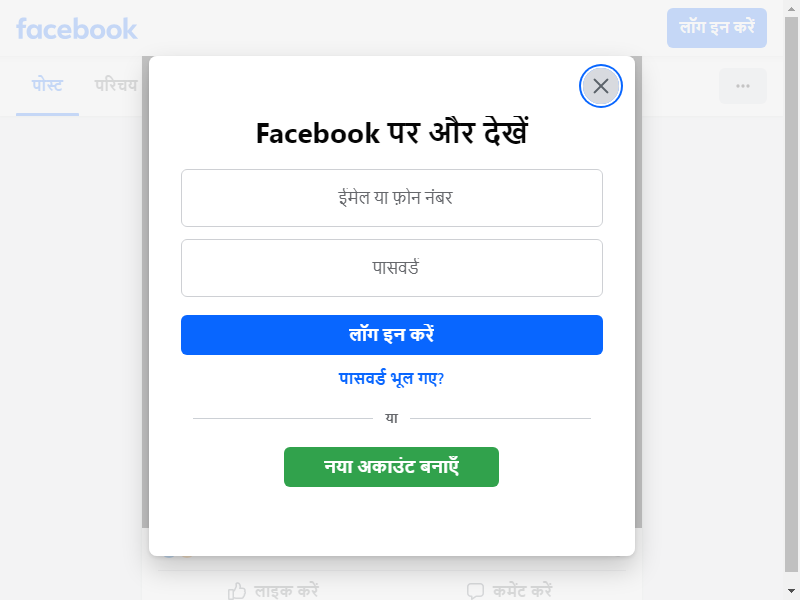 facebook
लॉग इन करें
पोस्ट
परिचय
Facebook पर और देखें
ईमेल या फ़ोन नंबर
पासवर्ड
लॉग इन करें
पासवर्ड भूल गए?
या
नया अकाउंट बनाएँ
लाइक करें
कमेंट करें